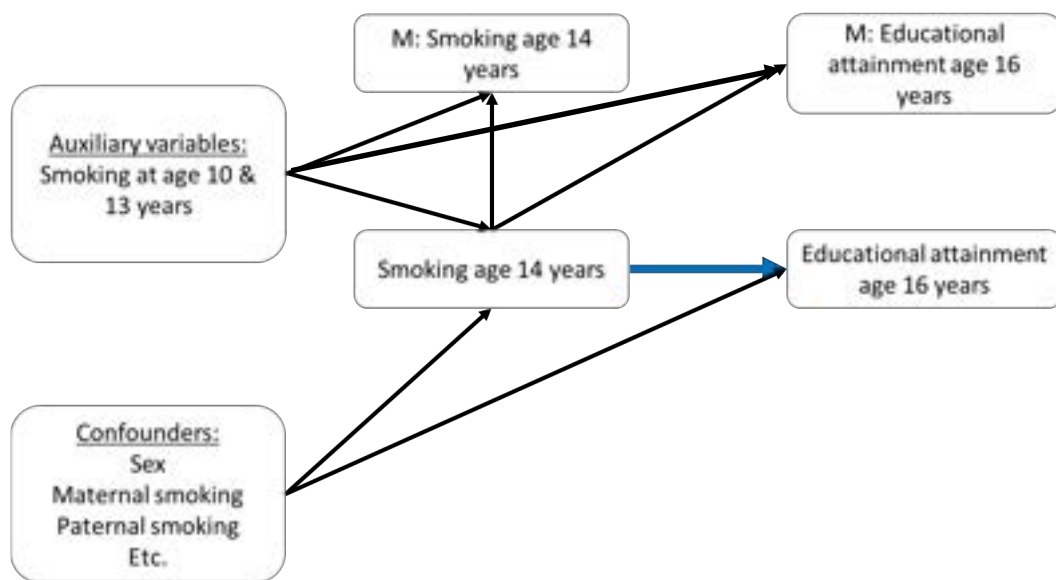 M: Smoking age 14
years
M: Educational
attainment age 16
years
Auxiliary variables:
Smoking at age 10 &
13 years
Smoking age 14 years
Educational attainment
age 16 years
Confounders:
Sex
Maternal smoking
Paternal smoking
Etc.